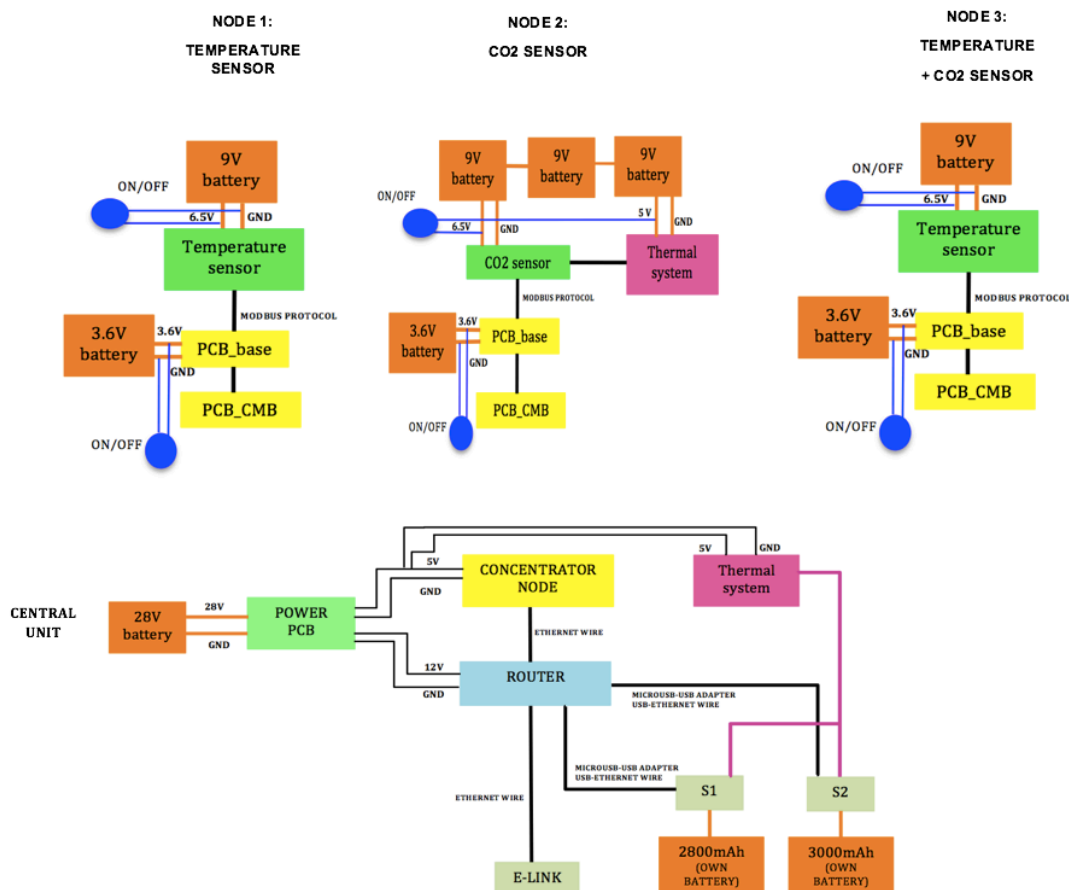 NODE 1:
TEMPERATURE
SENSOR
NODE 2:
CO2 SENSOR
NODE 3:
TEMPERATURE
+ CO2 SENSOR
9V
battery
ON/OFF
6.5V
GND
Temperature
sensor
MODBUS PROTOCOL
3.6V
battery
3.6V
GND
PCB_base
PCB_CMB
ON/OFF
9V
battery
9V
battery
9V
battery
ON/OFF
6.5V
GND
5 V
GND
CO2 sensor
Thermal
system
MODBUS PROTOCOL
3.6V
battery
3.6V
GND
PCB_base
PCB_CMB
ON/OFF
9V
battery
ON/OFF
6.5V
GND
Temperature
sensor
MODBUS PROTOCOL
3.6V
battery
3.6V
GND
PCB_base
PCB_CMB
ON/OFF
CENTRAL
UNIT
28V
battery
28V
GND
POWER
PCB
5V
GND
CONCENTRATOR
NODE
5V
GND
Thermal
system
ETHERNET WIRE
12V
GND
ROUTER
MICROUSB-USB ADAPTER
USB-ETHERNET WIRE
MICROUSB-USB ADAPTER
USB-ETHERNET WIRE
ETHERNET WIRE
S1
S2
E-LINK
2800mAh
(OWN
BATTERY)
3000mAh
(OWN
BATTERY)